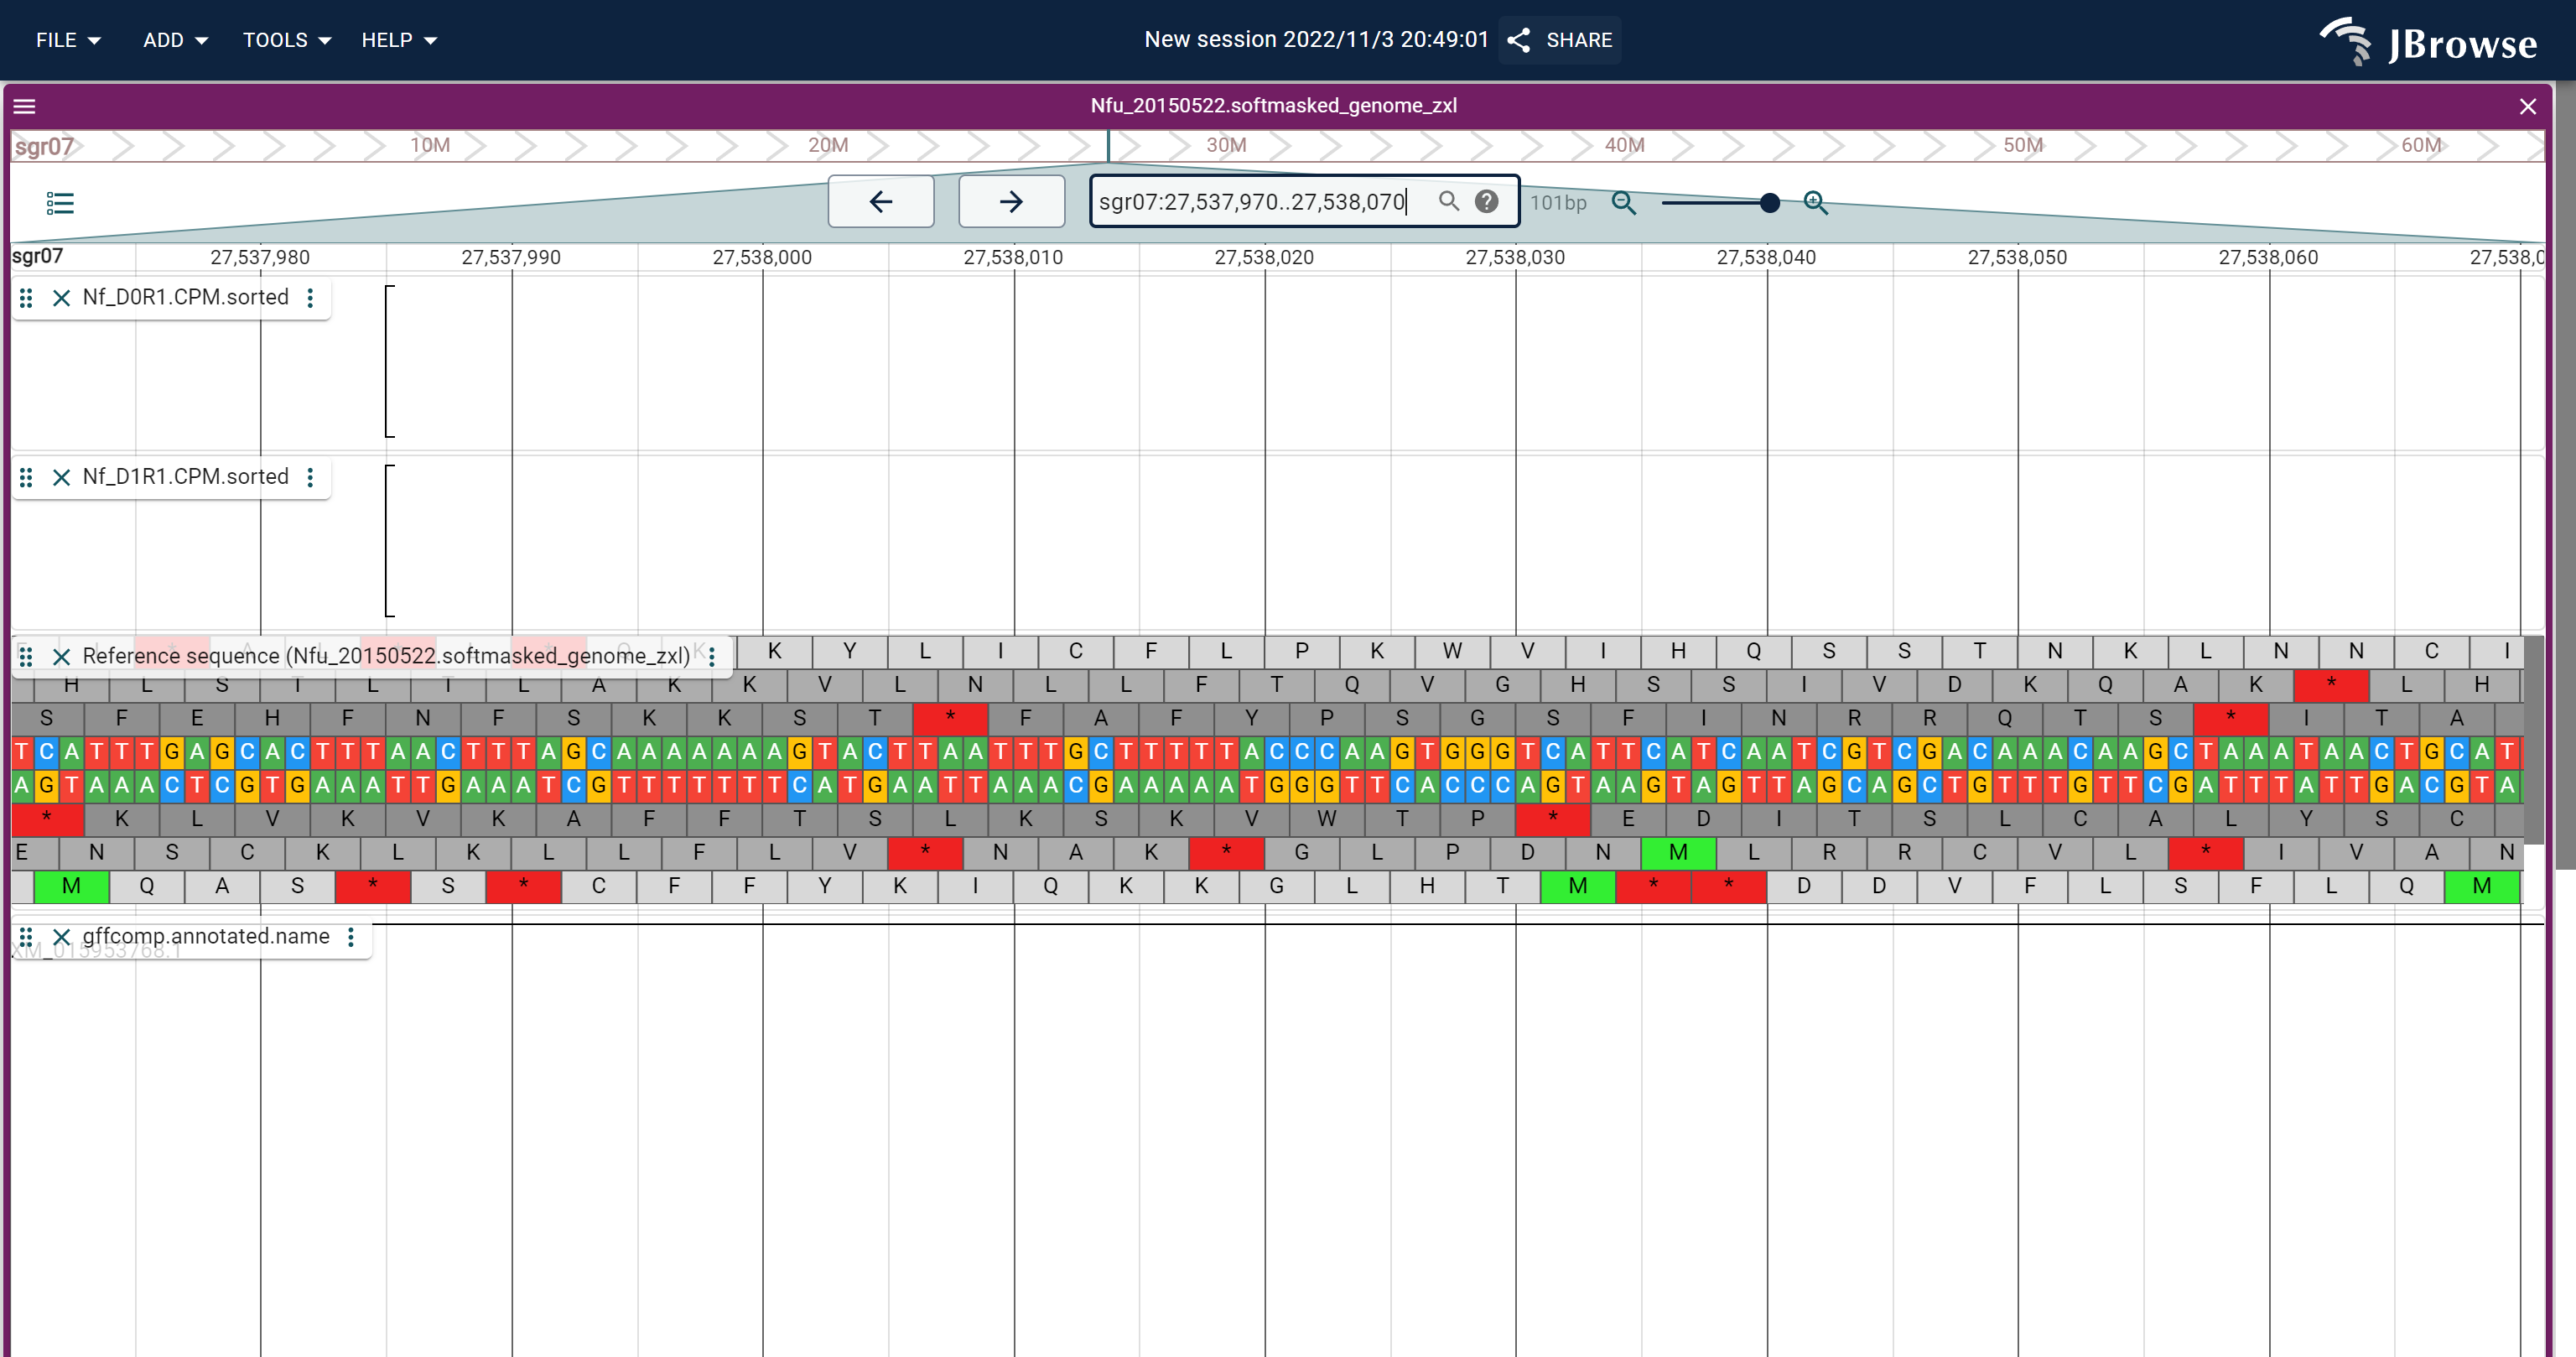 FILE ADD TOOLS HELP New session 2022/11/3 20:49:01 SHARE JBrowse
Nfu_20150522.softmasked_genome_zxl
sgr07 10M 20M 30M 40M 50M 60M
sgr07:27,537,970..27,538,070 101bp
sgr07 27,537,980 27,537,990 27,538,000 27,538,010 27,538,020 27,538,030 27,538,040 27,538,050 27,538,060 27,538,0
Nf_D0R1.CPM.sorted
Nf_D1R1.CPM.sorted
Reference sequence (Nfu_20150522.softmasked_genome_zxl) K Y L I C F L P K W V I H Q S S T N K L N N C I
H L S T L T L A K K V L N L L F T Q V G H S S I V D K Q A K * L H
S F E H F N F S K K S T * F A F Y P S G S F I N R R Q T S * I T A
T C A T T T G A G C A C T T T A A C T T T A G C A A A A A A A G T A C T T A A T T T G C T T T T T A C C C A A G T G G G T C A T T C A T C A A T C G T C G A C A A A C A A G C T A A A T A A C T G C A T
A G T A A A C T C G T G A A A T T G A A A T C G T T T T T T T C A T G A A T T A A A C G A A A A A T G G G T T C A C C C A G T A A G T A G T T A G C A G C T G T T T G T T C G A T T T A T T G A C G T A
* K L V K V K A F F T S L K S K V W T P * E D I T S L C A L Y S C
E N S C K L K L L F L V * N A K * G L P D N M L R R C V L * I V A N
M Q A S * S * C F F Y K I Q K K G L H T M * * D D V F L S F L Q M
gffcomp.annotated.name
XM_015953768.1